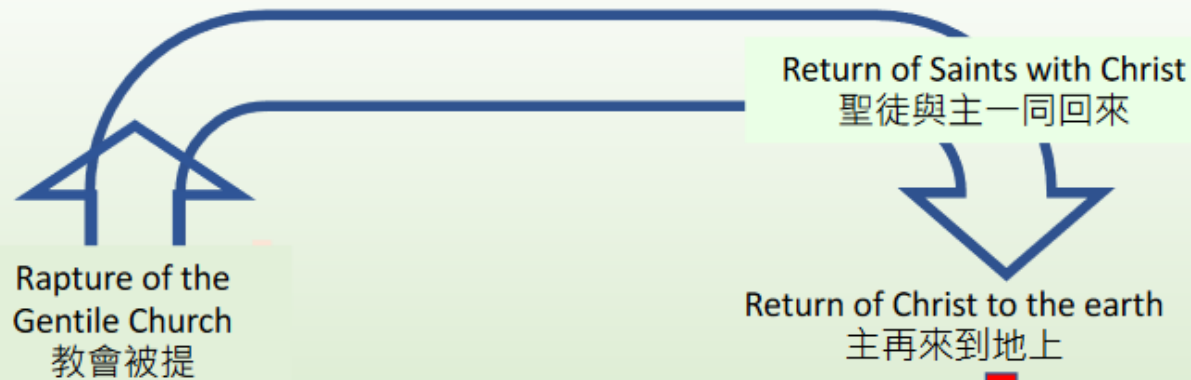 Return of Saints with Christ
聖徒與主一同回來
Rapture of the
Gentile Church
教會被提
Return of Christ to the earth
主再來到地上